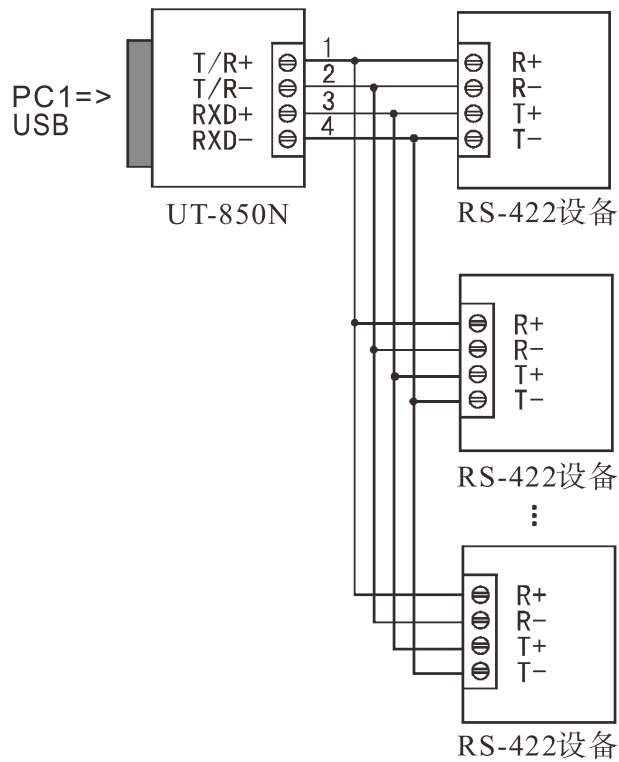 PC1=>
USB
T/R+
T/R-
RXD+
RXD-
1
2
3
4
R+
R-
T+
T-
UT-850N
RS-422设备
R+
R-
T+
T-
RS-422设备
R+
R-
T+
T-
RS-422设备